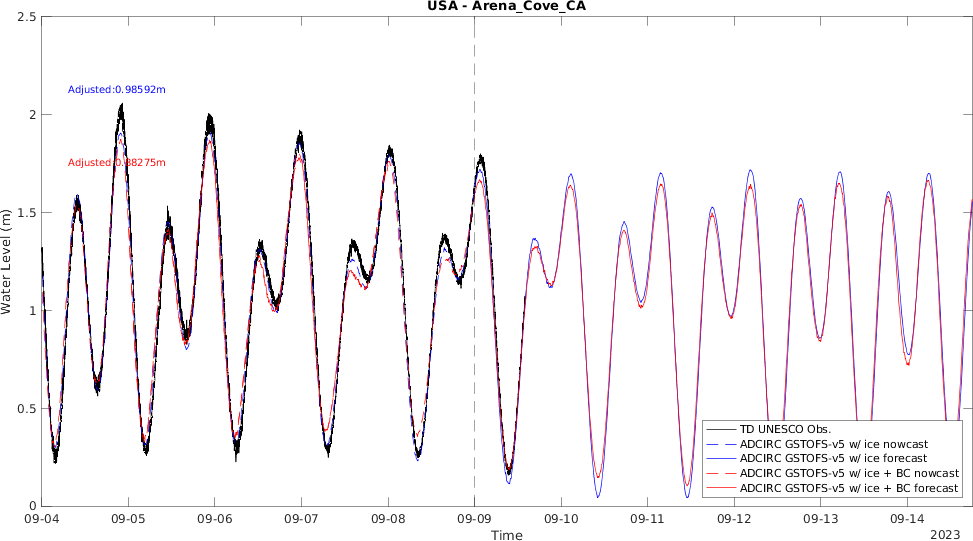 USA - Arena_Cove_CA
2.5
2
1.5
1
0.5
0
Water Level (m)
Adjusted:0.98592m
Adjusted:0.88275m
TD UNESCO Obs.
ADCIRC GSTOFS-v5 w/ ice nowcast
ADCIRC GSTOFS-v5 w/ ice forecast
ADCIRC GSTOFS-v5 w/ ice + BC nowcast
ADCIRC GSTOFS-v5 w/ ice + BC forecast
09-04 09-05 09-06 09-07 09-08 09-09 09-10 09-11 09-12 09-13 09-14
Time
2023